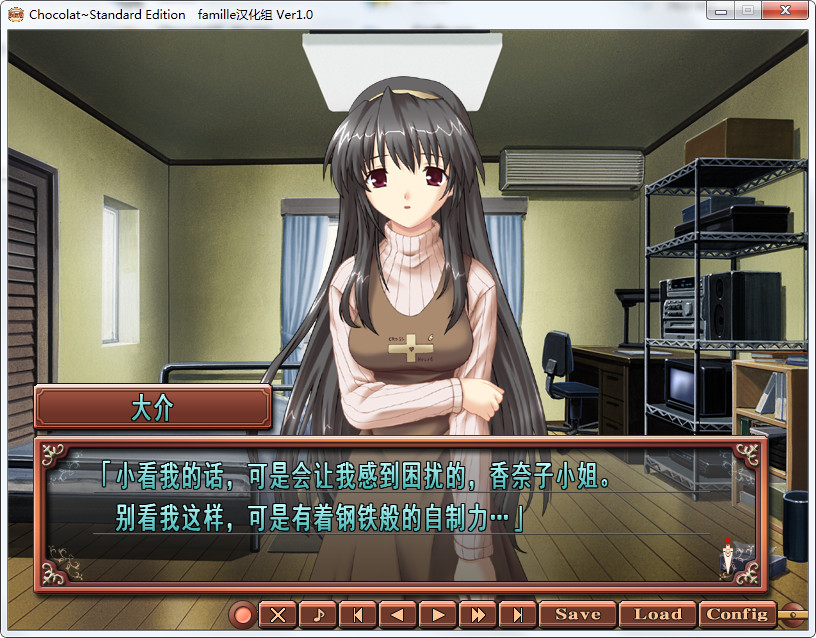 Chocolat~Standard Edition famille汉化组 Ver1.0
大介
「小看我的话，可是会让我感到困扰的，香奈子小姐。
别看我这样，可是有着钢铁般的自制力…」
Save Load Config